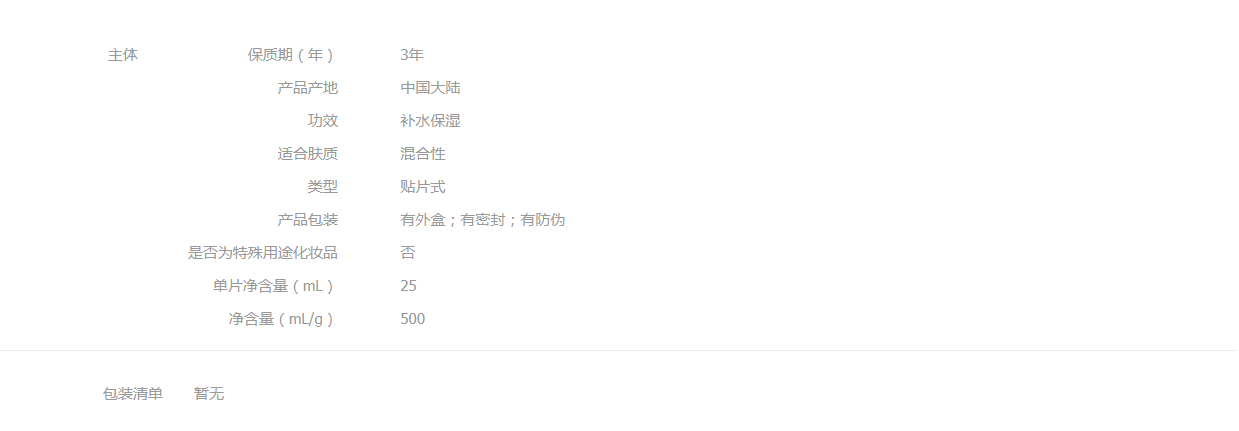 主体 保质期（年） 3年
产品产地 中国大陆
功效 补水保湿
适合肤质 混合性
类型 贴片式
产品包装 有外盒；有密封；有防伪
是否为特殊用途化妆品 否
单片净含量（mL） 25
净含量（mL/g） 500
包装清单 暂无